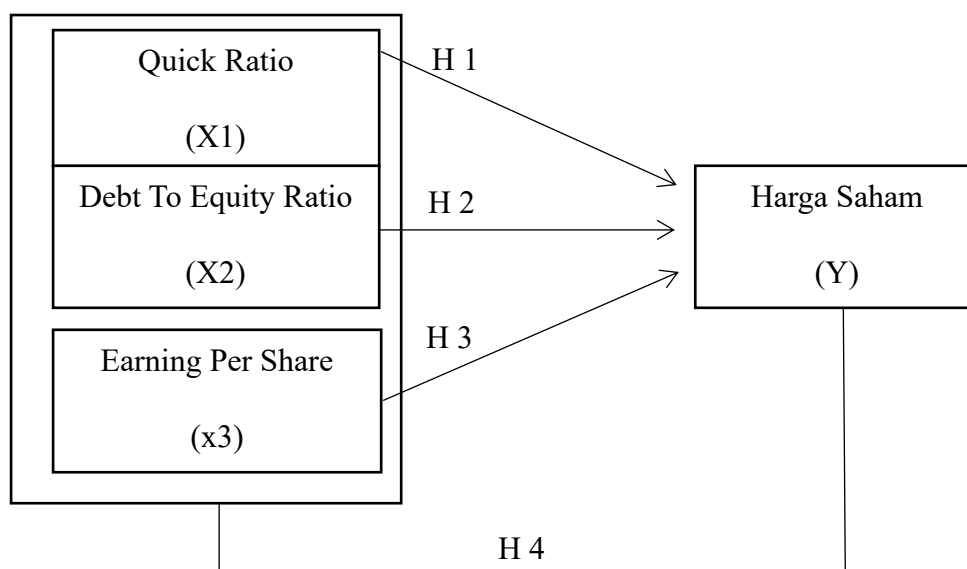 Quick Ratio
(X1)
H 1
Debt To Equity Ratio
(X2)
H 2
Harga Saham
(Y)
Earning Per Share
(x3)
H 3
H 4